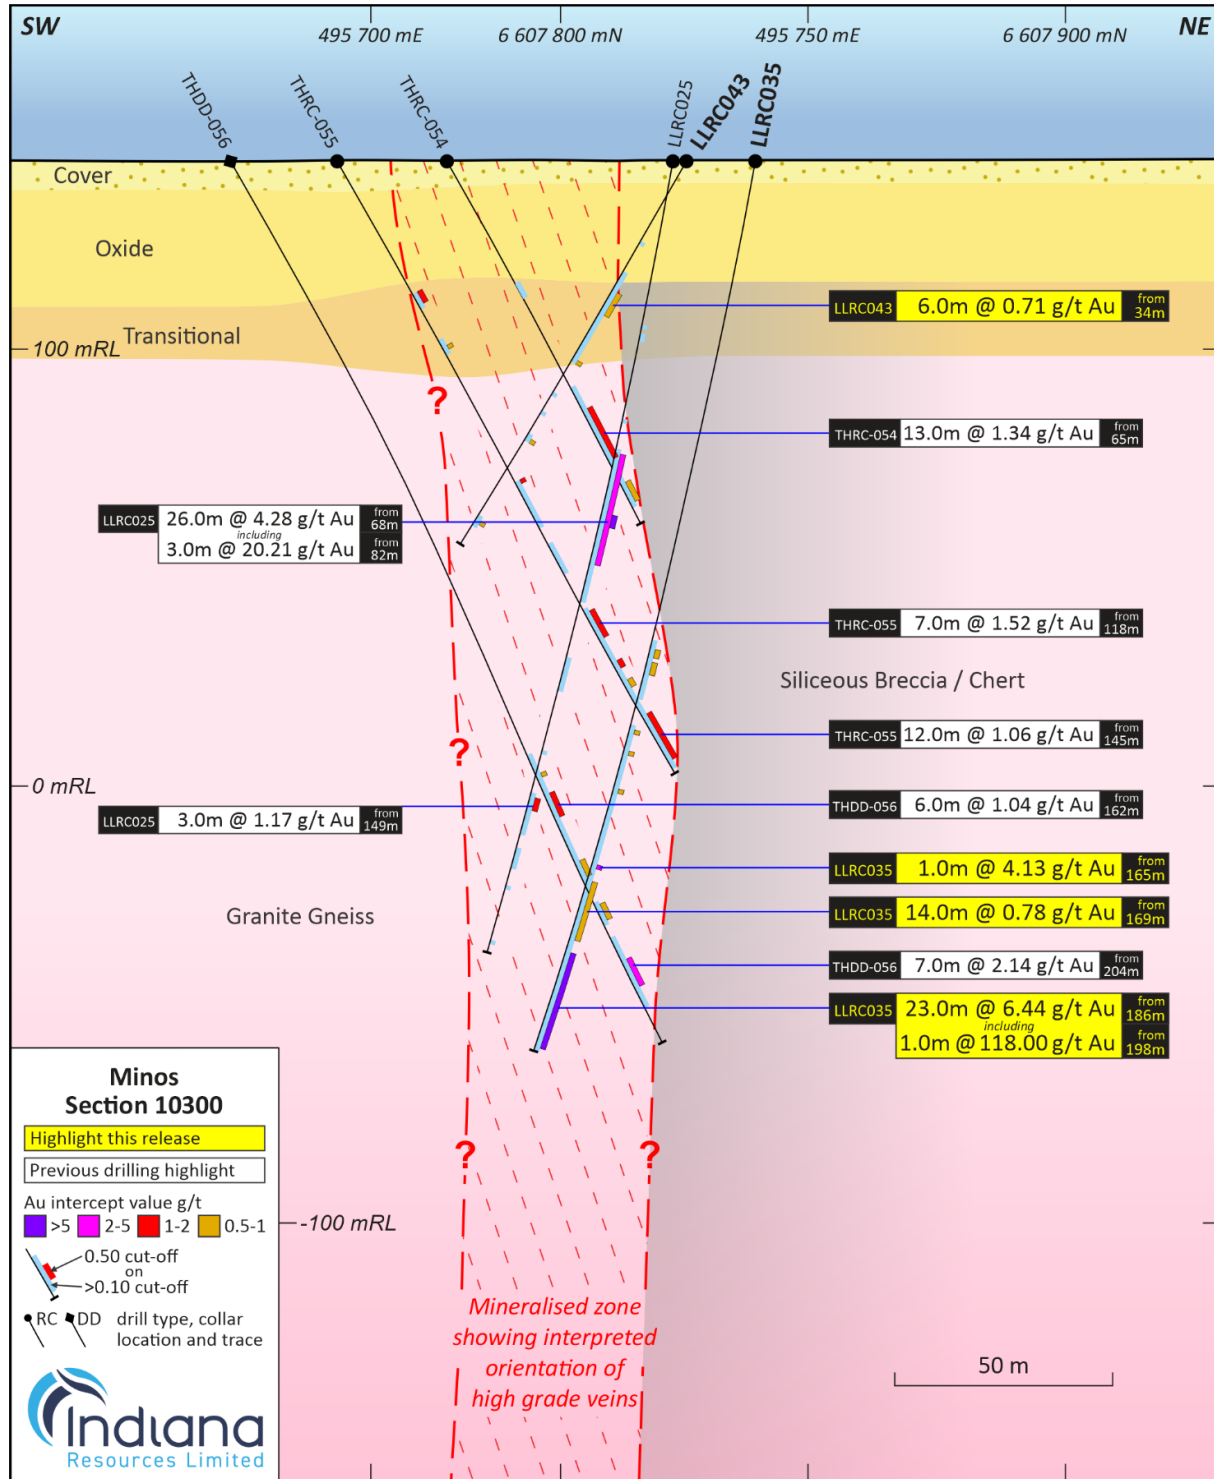 SW
495 700 mE
6 607 800 mN
495 750 mE
6 607 900 mN
NE
THDD-056
THRC-055
THRC-054
LLRC025
LLRC043
LLRC035
Cover
Oxide
Transitional
100 mRL
LLRC043 6.0m @ 0.71 g/t Au from 34m
?
THRC-054 13.0m @ 1.34 g/t Au from 65m
LLRC025 26.0m @ 4.28 g/t Au from 68m
including
3.0m @ 20.21 g/t Au from 82m
THRC-055 7.0m @ 1.52 g/t Au from 118m
Siliceous Breccia / Chert
THRC-055 12.0m @ 1.06 g/t Au from 145m
?
0 mRL
THDD-056 6.0m @ 1.04 g/t Au from 162m
LLRC025 3.0m @ 1.17 g/t Au from 149m
LLRC035 1.0m @ 4.13 g/t Au from 165m
LLRC035 14.0m @ 0.78 g/t Au from 169m
Granite Gneiss
THDD-056 7.0m @ 2.14 g/t Au from 204m
LLRC035 23.0m @ 6.44 g/t Au from 186m
including
1.0m @ 118.00 g/t Au from 198m
?
?
-100 mRL
Minos
Section 10300
Highlight this release
Previous drilling highlight
Au intercept value g/t
>5 2-5 1-2 0.5-1
0.50 cut-off
on
>0.10 cut-off
RC DD drill type, collar
location and trace
Mineralised zone
showing interpreted
orientation of
high grade veins
50 m
Indiana
Resources Limited